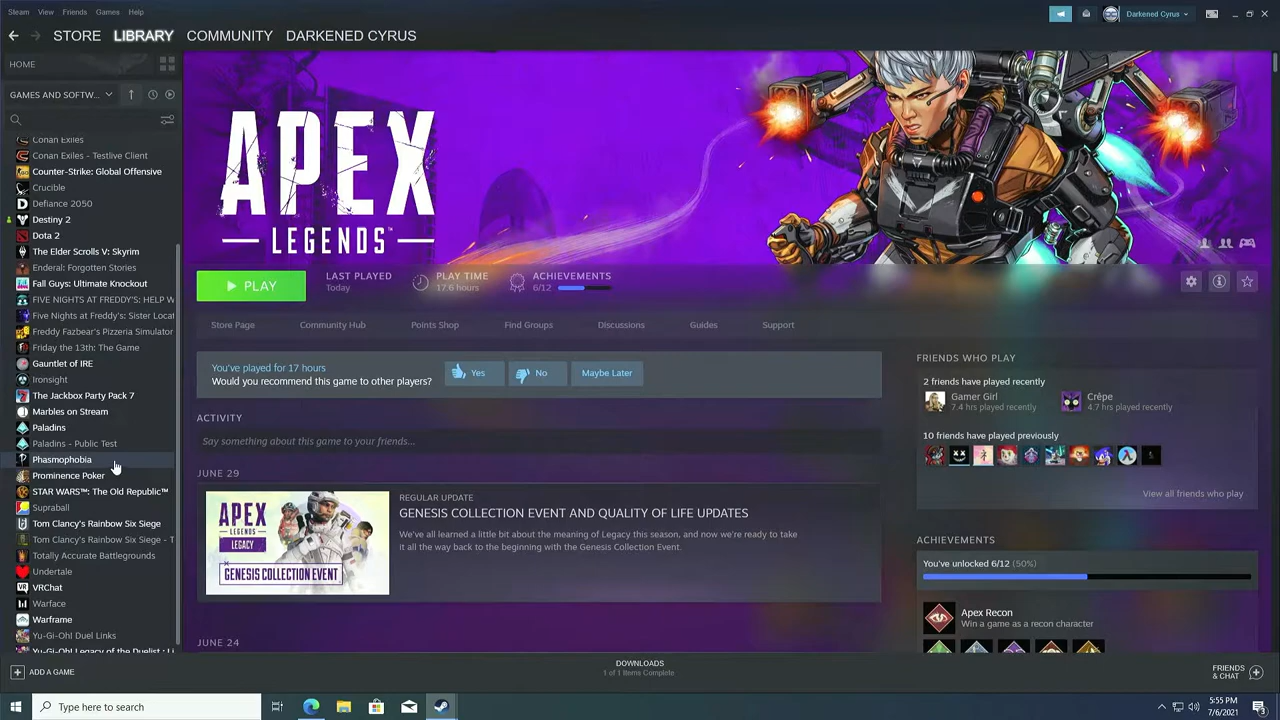 Steam View Friends Games Help
Darkened Cyrus
STORE LIBRARY COMMUNITY DARKENED CYRUS
HOME
GAMES AND SOFTW...
Conan Exiles
Conan Exiles - Testlive Client
Counter-Strike: Global Offensive
Crucible
Defiance 2050
Destiny 2
Dota 2
The Elder Scrolls V: Skyrim
Enderal: Forgotten Stories
Fall Guys: Ultimate Knockout
FIVE NIGHTS AT FREDDY'S: HELP W
Five Nights at Freddy's: Sister Locat
Freddy Fazbear's Pizzeria Simulator
Friday the 13th: The Game
Gauntlet of IRE
Ironsight
The Jackbox Party Pack 7
Marbles on Stream
Paladins
Paladins - Public Test
Phasmophobia
Prominence Poker
STAR WARS™: The Old Republic™
Supraball
Tom Clancy's Rainbow Six Siege
Tom Clancy's Rainbow Six Siege - T
Totally Accurate Battlegrounds
Undertale
VRChat
Warface
Warframe
Yu-Gi-Oh! Duel Links
Yu-Gi-Oh! Legacy of the Duelist : Li
APEX
LEGENDS™
PLAY
LAST PLAYED
Today
PLAY TIME
17.6 hours
ACHIEVEMENTS
6/12
Store Page Community Hub Points Shop Find Groups Discussions Guides Support
You've played for 17 hours
Would you recommend this game to other players?
Yes No Maybe Later
ACTIVITY
Say something about this game to your friends...
JUNE 29
APEX
LEGENDS
LEGACY
GENESIS COLLECTION EVENT
REGULAR UPDATE
GENESIS COLLECTION EVENT AND QUALITY OF LIFE UPDATES
We've all learned a little bit about the meaning of Legacy this season, and now we're ready to take
it all the way back to the beginning with the Genesis Collection Event.
JUNE 24
FRIENDS WHO PLAY
2 friends have played recently
Gamer Girl
7.4 hrs played recently
Crêpe
4.7 hrs played recently
10 friends have played previously
View all friends who play
ACHIEVEMENTS
You've unlocked 6/12 (50%)
Apex Recon
Win a game as a recon character
ADD A GAME
DOWNLOADS
1 of 1 Items Complete
FRIENDS
& CHAT
Type here to search
5:55 PM
7/6/2021
3